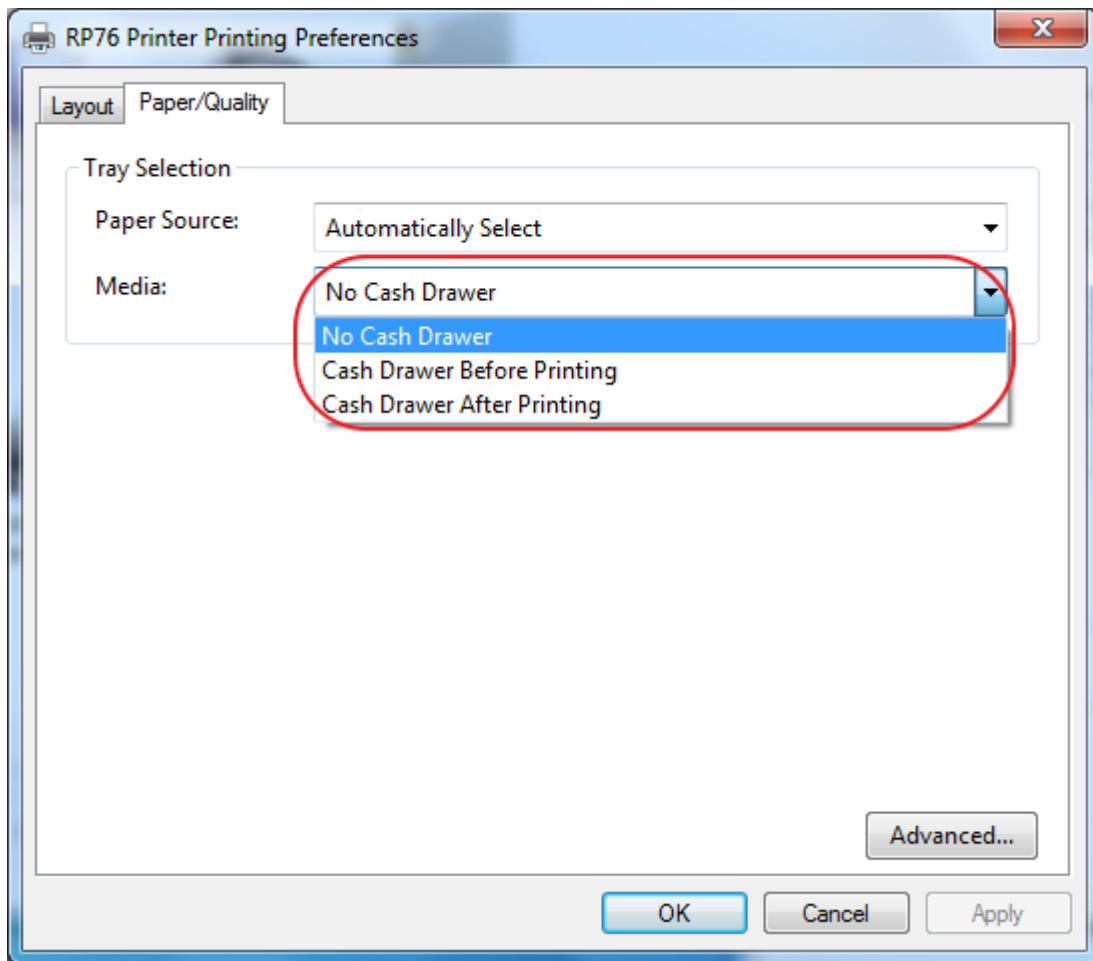 RP76 Printer Printing Preferences
X
Layout
Paper/Quality
Tray Selection
Paper Source:
Automatically Select
Media:
No Cash Drawer
No Cash Drawer
Cash Drawer Before Printing
Cash Drawer After Printing
Advanced...
OK
Cancel
Apply